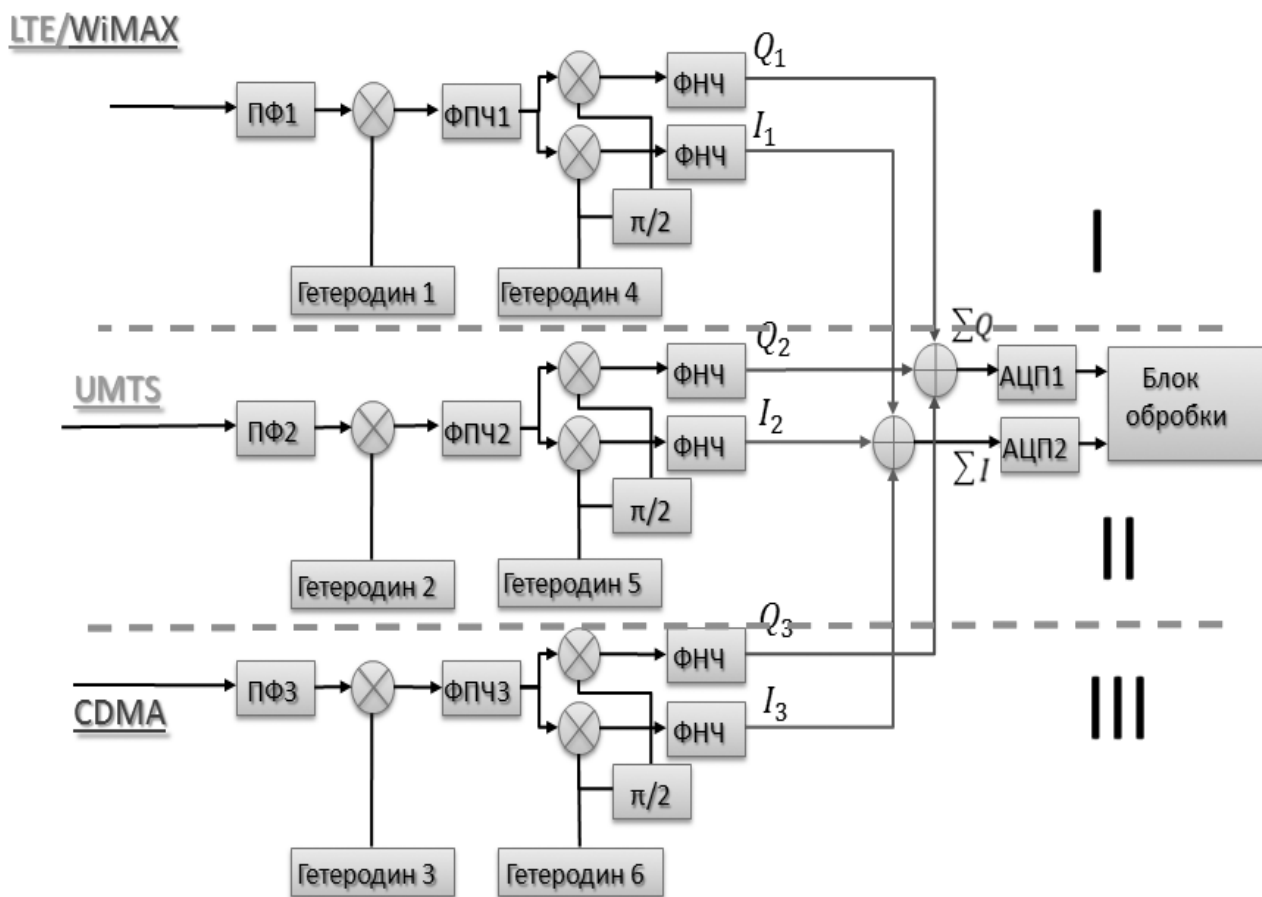 LTE/WiMAX
ПФ1
ФПЧ1
ФНЧ
Q₁
ФНЧ
I₁
π/2
Гетеродин 1
Гетеродин 4
I
UMTS
ПФ2
ФПЧ2
ФНЧ
Q₂
ФНЧ
I₂
π/2
Гетеродин 2
Гетеродин 5
∑Q
∑I
АЦП1
АЦП2
Блок
обробки
II
CDMA
ПФ3
ФПЧ3
ФНЧ
Q₃
ФНЧ
I₃
π/2
Гетеродин 3
Гетеродин 6
III